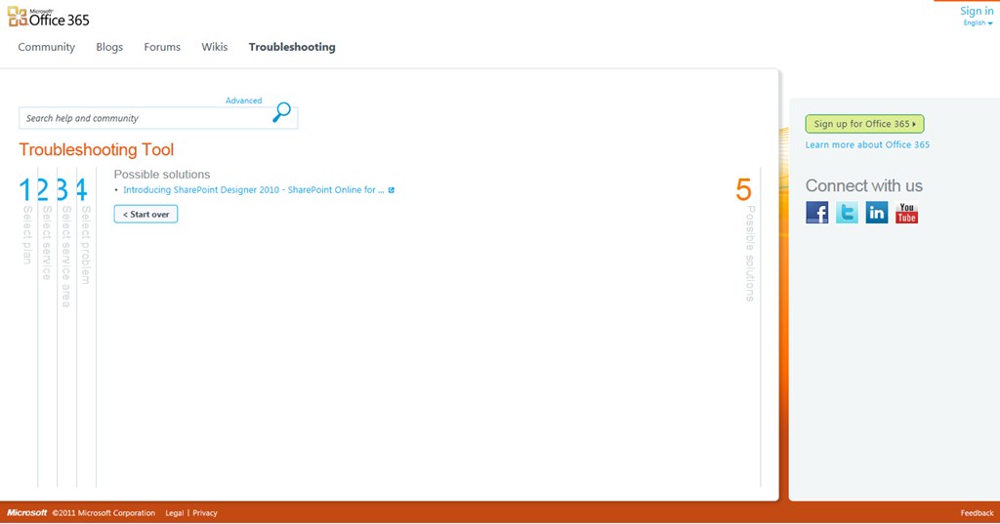 Microsoft®
Office 365
Sign in
English
Community Blogs Forums Wikis Troubleshooting
Advanced
Search help and community
Troubleshooting Tool
1 Select plan
2 Select service
3 Select service area
4 Select problem
Possible solutions
• Introducing SharePoint Designer 2010 - SharePoint Online for ...
< Start over
5 Possible solutions
Sign up for Office 365
Learn more about Office 365
Connect with us
f t in You Tube
Microsoft ©2011 Microsoft Corporation Legal | Privacy Feedback